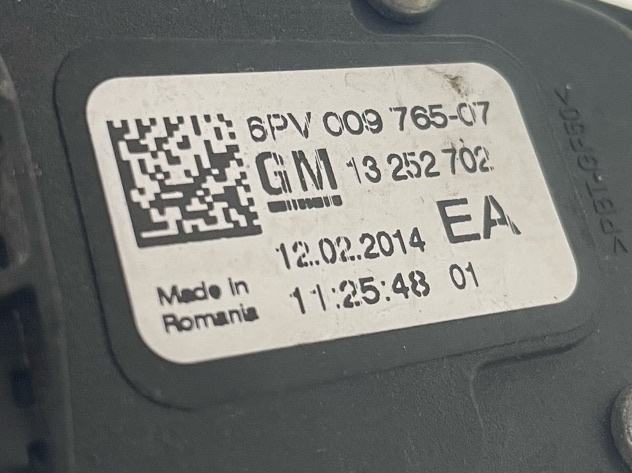 6PV 009 765-07
GM 13 252 702
EA
12.02.2014
11:25:48 01
Made in
Romania
>PBT-GF50<